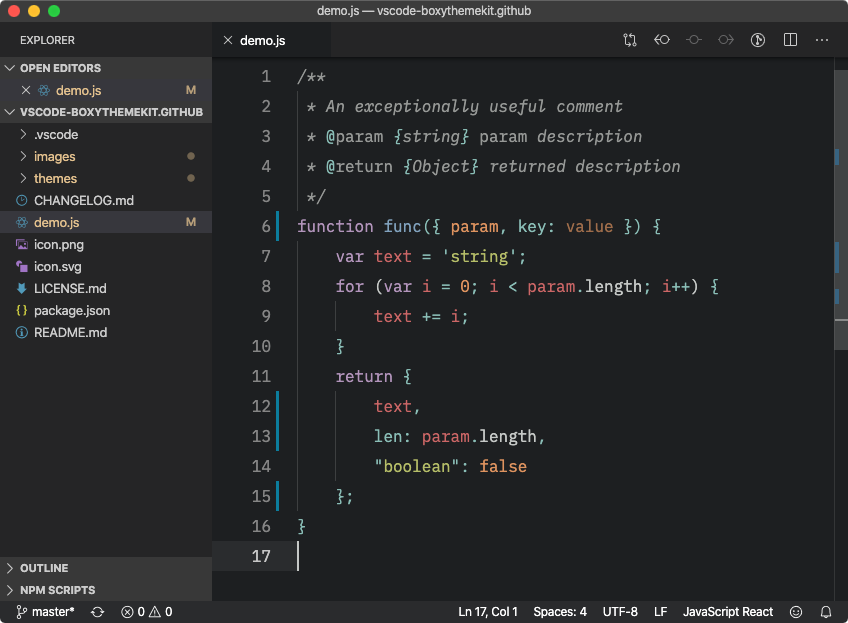 demo.js — vscode-boxythemekit.github
EXPLORER
OPEN EDITORS
demo.js M
VSCODE-BOXYTHEMEKIT.GITHUB
.vscode
images
themes
CHANGELOG.md
demo.js M
icon.png
icon.svg
LICENSE.md
{} package.json
README.md
OUTLINE
NPM SCRIPTS
demo.js
1 /**
2  * An exceptionally useful comment
3  * @param {string} param description
4  * @return {Object} returned description
5  */
6 function func({ param, key: value }) {
7     var text = 'string';
8     for (var i = 0; i < param.length; i++) {
9         text += i;
10     }
11     return {
12         text,
13         len: param.length,
14         "boolean": false
15     };
16 }
17
master* 0 0 Ln 17, Col 1 Spaces: 4 UTF-8 LF JavaScript React